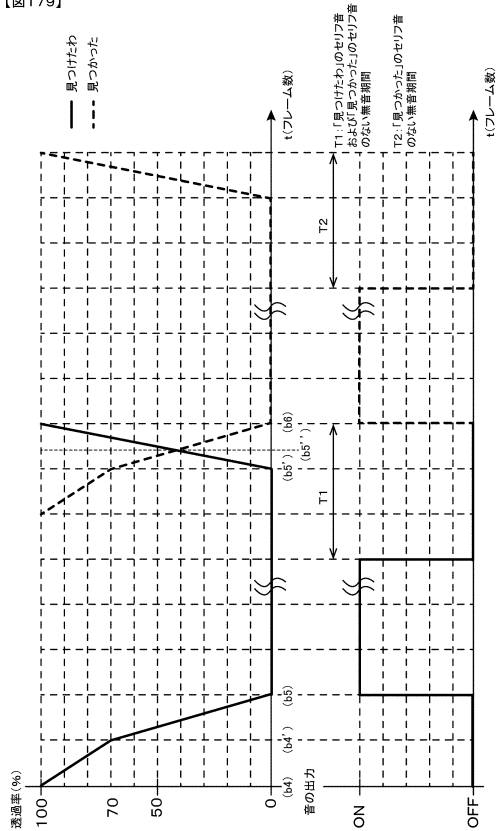 【図179】
透過率(%)
100
70
50
0
見つけたわ
見つかった
t(フレーム数)
(b4)
(b4')
(b5)
(b5')
(b5'')
(b6)
音の出力
ON
OFF
T1
T2
T1:「見つけたわ」のセリフ音
および「見つかった」のセリフ音
のない無音期間
T2:「見つかった」のセリフ音
のない無音期間
t(フレーム数)